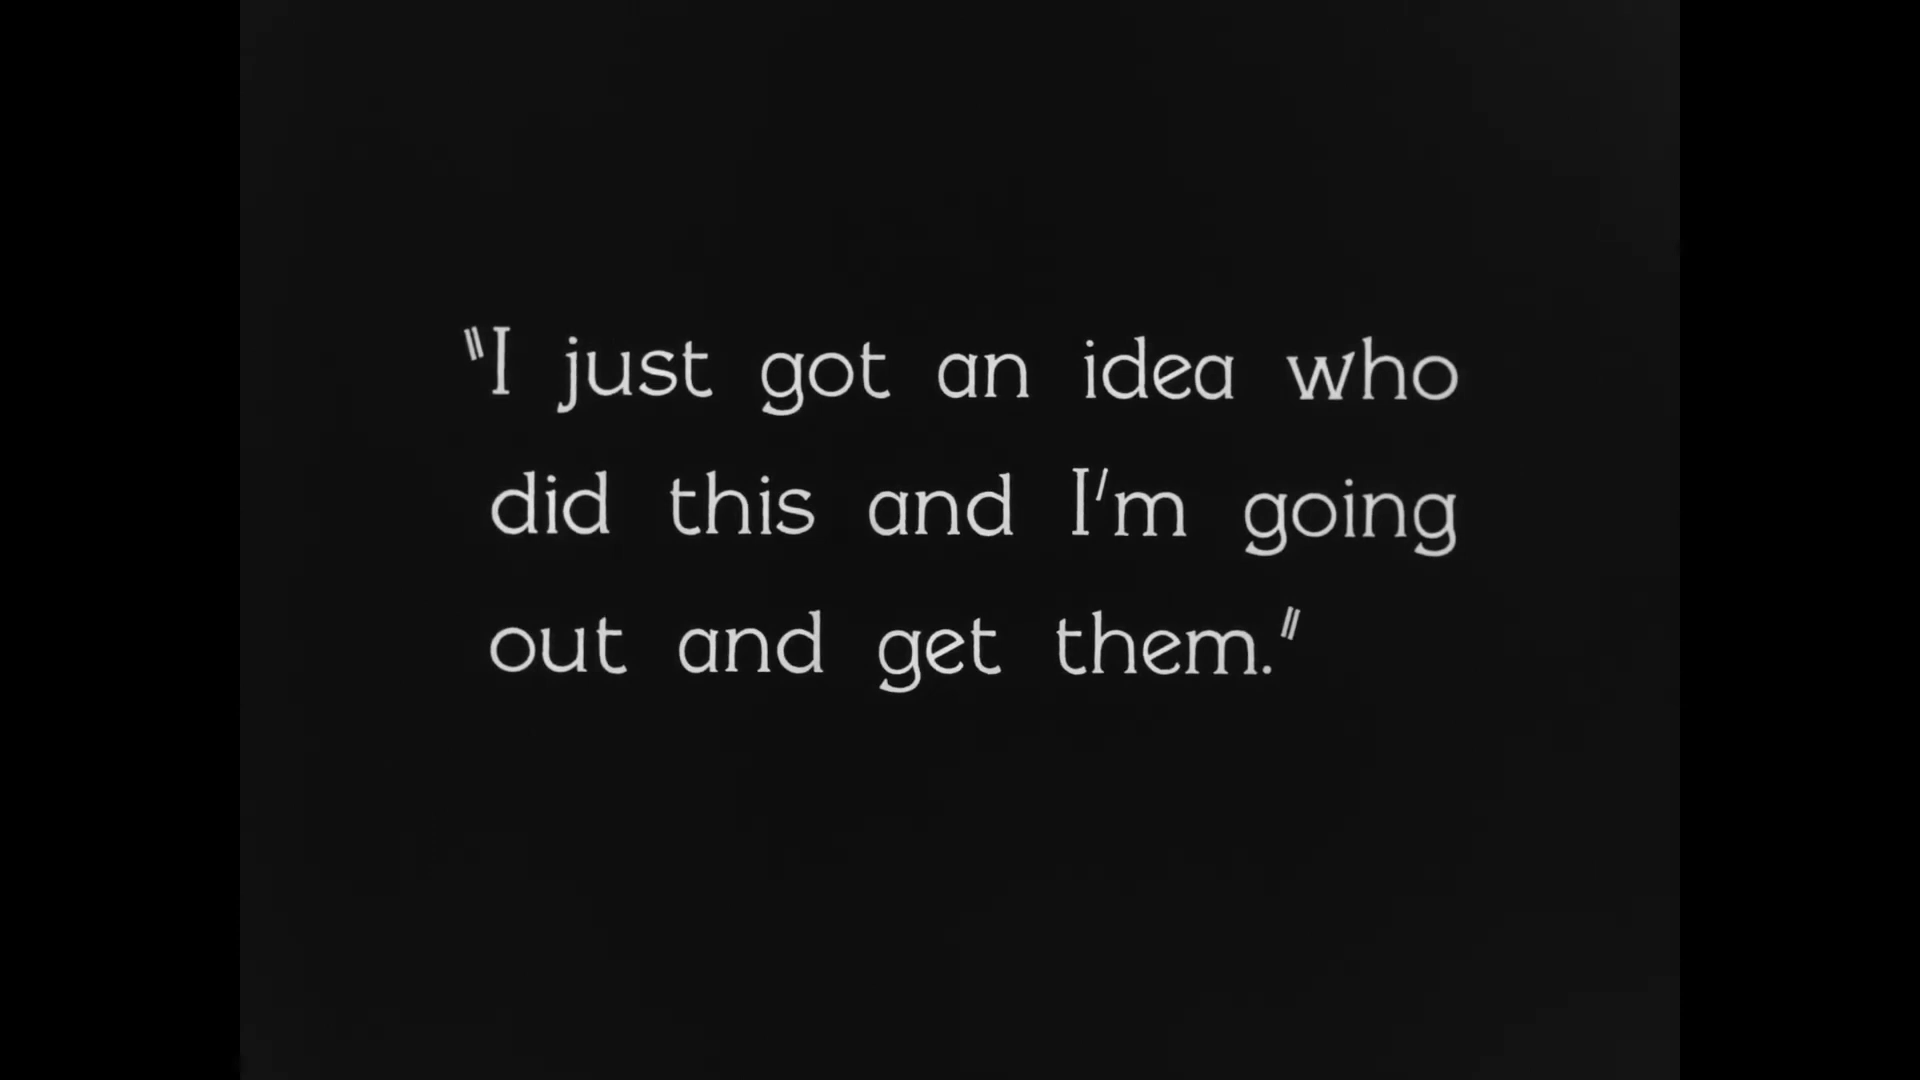 "I just got an idea who
did this and I'm going
out and get them."